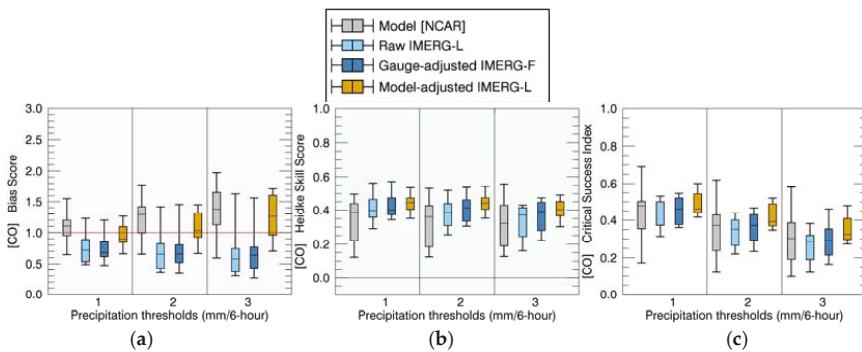 Model [NCAR]
Raw IMERG-L
Gauge-adjusted IMERG-F
Model-adjusted IMERG-L
[CO] Bias Score
3.0
2.5
2.0
1.5
1.0
0.5
0.0
1 2 3
Precipitation thresholds (mm/6-hour)
(a)
[CO] Heidke Skill Score
1.0
0.8
0.6
0.4
0.2
0.0
1 2 3
Precipitation thresholds (mm/6-hour)
(b)
[CO] Critical Success Index
1.0
0.8
0.6
0.4
0.2
0.0
1 2 3
Precipitation thresholds (mm/6-hour)
(c)